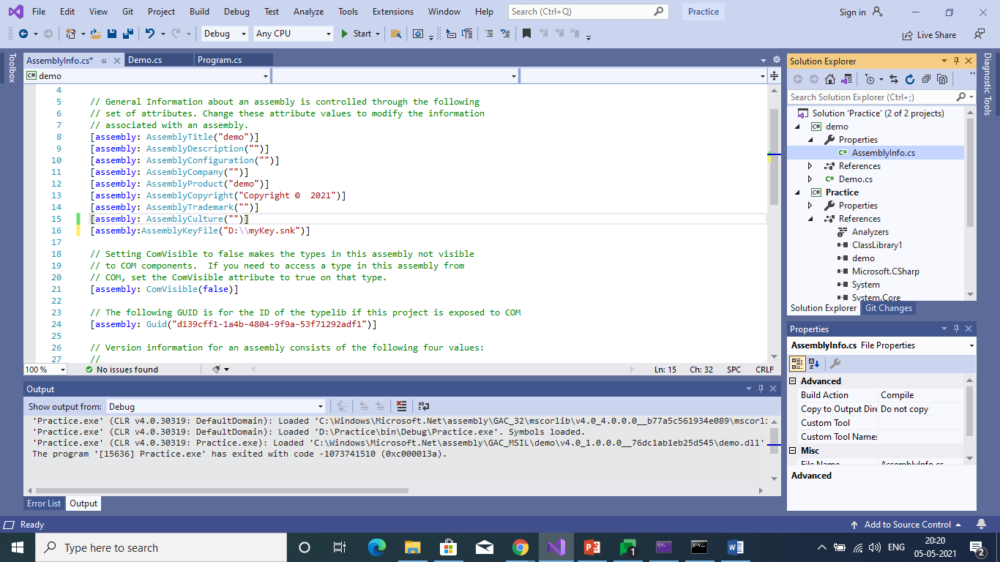 File Edit View Git Project Build Debug Test Analyze Tools Extensions Window Help Search (Ctrl+Q) Practice Sign in
Debug Any CPU Start Live Share
Toolbox
AssemblyInfo.cs* Demo.cs Program.cs
C# demo
4
5 // General Information about an assembly is controlled through the following
6 // set of attributes. Change these attribute values to modify the information
7 // associated with an assembly.
8 [assembly: AssemblyTitle("demo")]
9 [assembly: AssemblyDescription("")]
10 [assembly: AssemblyConfiguration("")]
11 [assembly: AssemblyCompany("")]
12 [assembly: AssemblyProduct("demo")]
13 [assembly: AssemblyCopyright("Copyright ©  2021")]
14 [assembly: AssemblyTrademark("")]
15 [assembly: AssemblyCulture("")]
16 [assembly:AssemblyKeyFile("D:\\myKey.snk")]
17
18 // Setting ComVisible to false makes the types in this assembly not visible
19 // to COM components.  If you need to access a type in this assembly from
20 // COM, set the ComVisible attribute to true on that type.
21 [assembly: ComVisible(false)]
22
23 // The following GUID is for the ID of the typelib if this project is exposed to COM
24 [assembly: Guid("d139cff1-1a4b-4804-9f9a-53f71292adf1")]
25
26 // Version information for an assembly consists of the following four values:
27 //
100 % No issues found Ln: 15 Ch: 32 SPC CRLF
Output
Show output from: Debug
'Practice.exe' (CLR v4.0.30319: DefaultDomain): Loaded 'C:\Windows\Microsoft.Net\assembly\GAC_32\mscorlib\v4.0_4.0.0.0__b77a5c561934e089\mscorli
'Practice.exe' (CLR v4.0.30319: DefaultDomain): Loaded 'D:\Practice\bin\Debug\Practice.exe'. Symbols loaded.
'Practice.exe' (CLR v4.0.30319: Practice.exe): Loaded 'C:\Windows\Microsoft.Net\assembly\GAC_MSIL\demo\v4.0_1.0.0.0__76dc1ab1eb25d545\demo.dll'
The program '[15636] Practice.exe' has exited with code -1073741510 (0xc000013a).
Error List Output
Solution Explorer
Search Solution Explorer (Ctrl+;)
Solution 'Practice' (2 of 2 projects)
C# demo
Properties
C# AssemblyInfo.cs
References
C# Demo.cs
C# Practice
Properties
References
Analyzers
ClassLibrary1
demo
Microsoft.CSharp
System
System.Core
Solution Explorer Git Changes
Properties
AssemblyInfo.cs File Properties
Advanced
Build Action Compile
Copy to Output Dire Do not copy
Custom Tool
Custom Tool Names
Misc
File Name AssemblyInfo.cs
Advanced
Diagnostic Tools
Ready Add to Source Control
Type here to search 1 ENG 20:20
05-05-2021 2